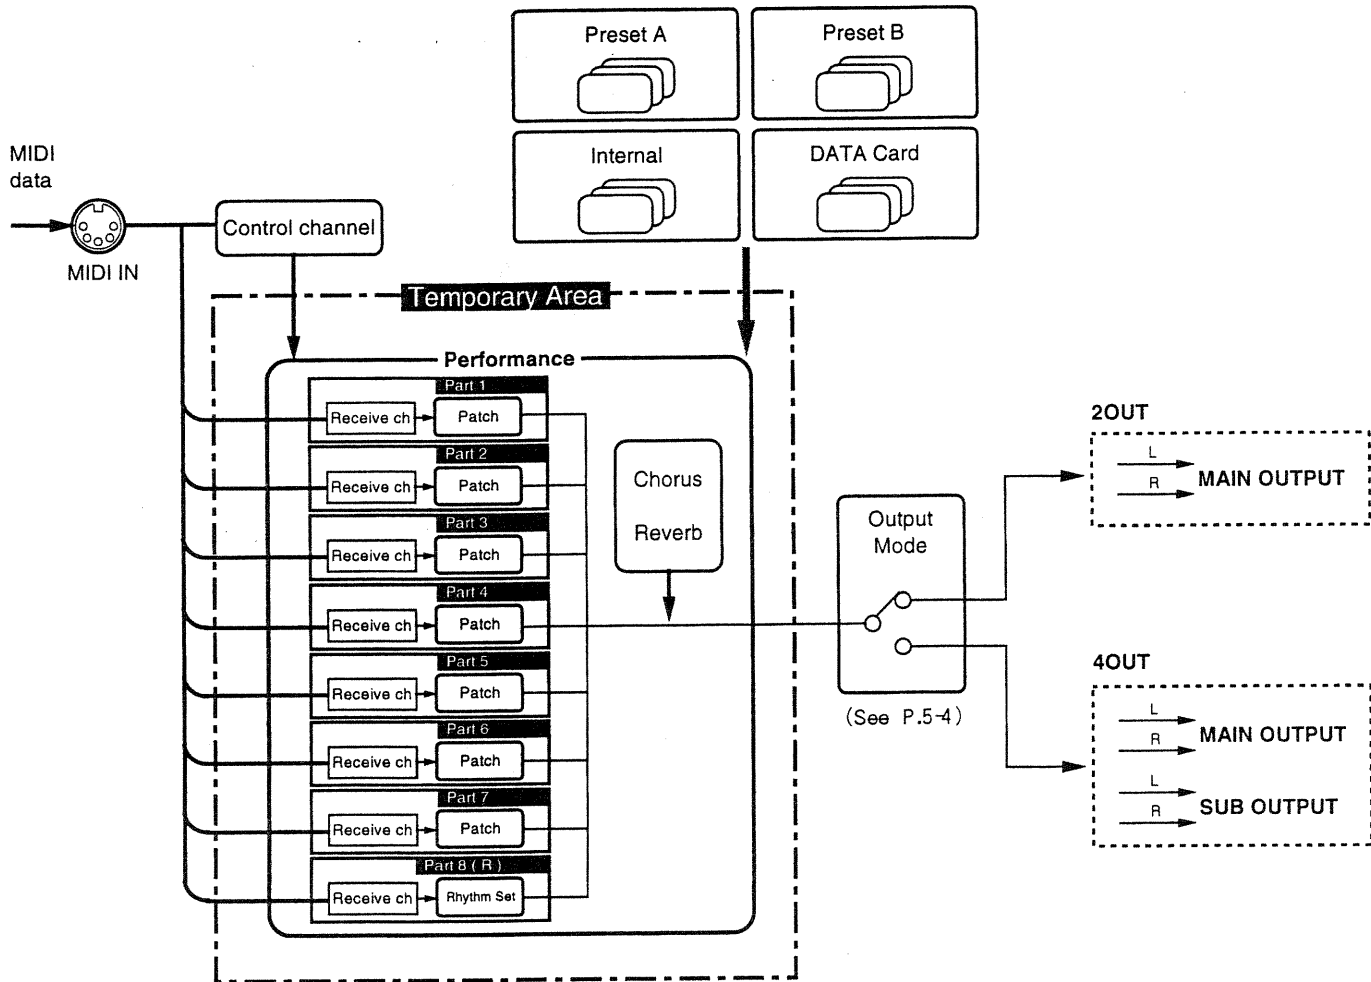 Preset A
Preset B
Internal
DATA Card
MIDI
data
MIDI IN
Control channel
Temporary Area
Performance
Part 1
Receive ch
Patch
Part 2
Receive ch
Patch
Part 3
Receive ch
Patch
Part 4
Receive ch
Patch
Part 5
Receive ch
Patch
Part 6
Receive ch
Patch
Part 7
Receive ch
Patch
Part 8 ( R )
Receive ch
Rhythm Set
Chorus
Reverb
Output
Mode
(See P.5-4)
2OUT
L
R
MAIN OUTPUT
4OUT
L
R
MAIN OUTPUT
L
R
SUB OUTPUT